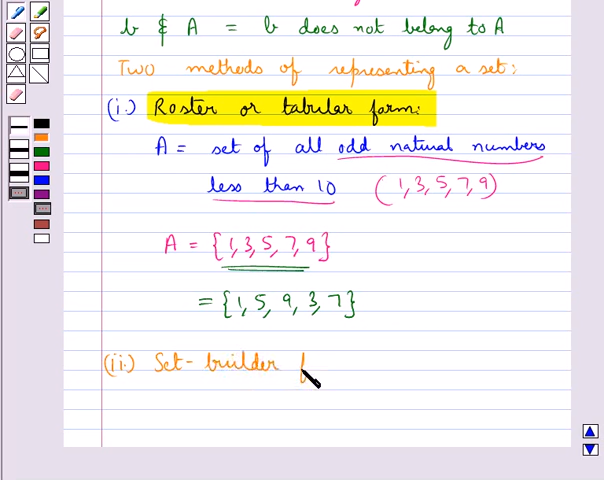 b ∉ A = b does not belong to A
Two methods of representing a set:
(i.) Roster or tabular form:
A = set of all odd natural numbers
less than 10 (1,3,5,7,9)
A = {1,3,5,7,9}
= {1,5,9,3,7}
(ii.) Set-builder f